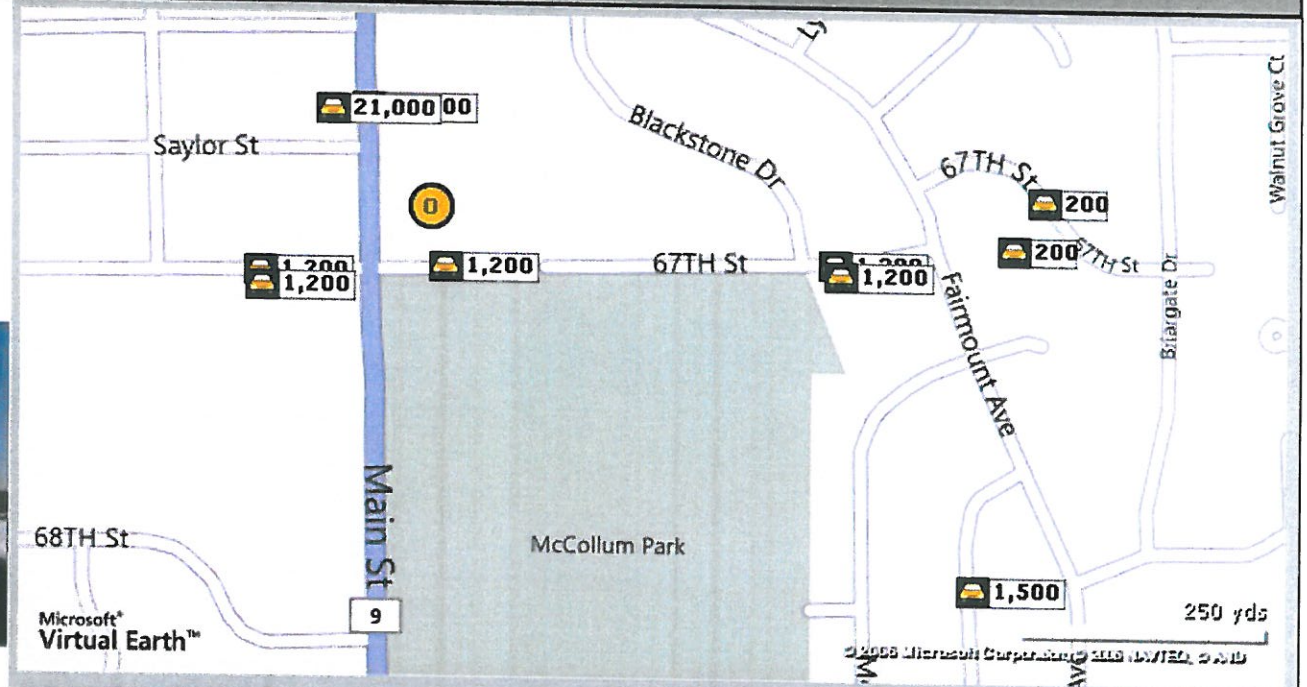 21,000
00
Saylor St
Blackstone Dr
67TH St
Walnut Grove Ct
200
200
67TH St
1,200
1,200
1,200
67TH St
1,200
Fairmount Ave
Briargate Dr
Main St
68TH St
McCollum Park
9
1,500
250 yds
Microsoft®
Virtual Earth™